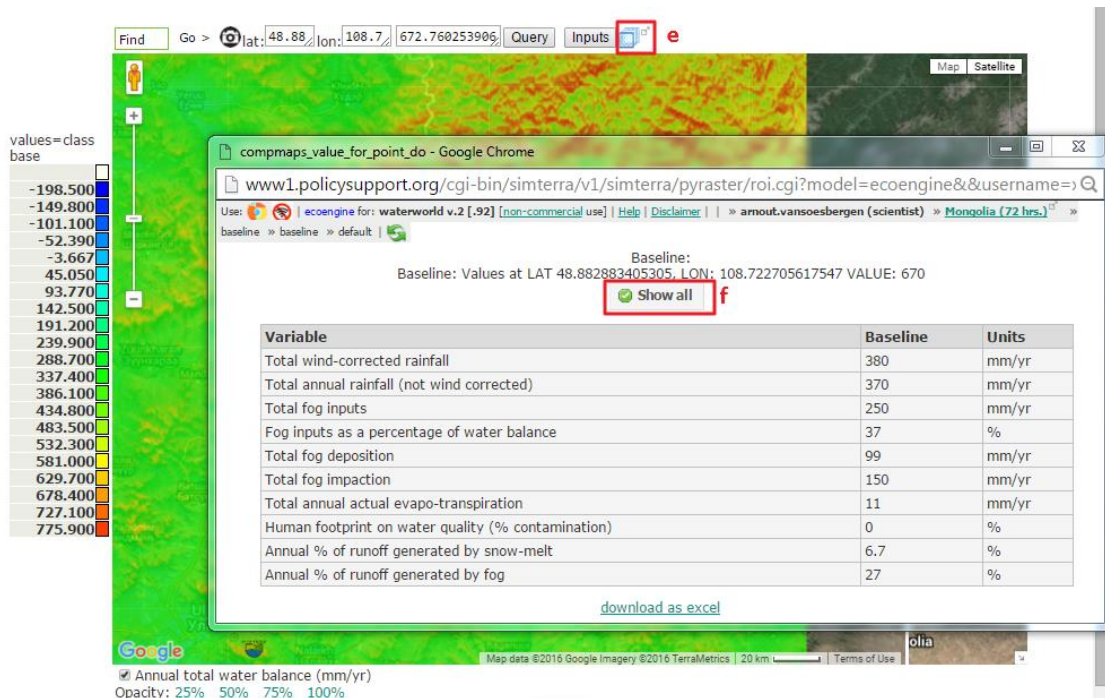 Find Go > lat: 48.88 lon: 108.7 672.760253906 Query Inputs e
Map Satellite
values=class
base
-198.500
-149.800
-101.100
-52.390
-3.667
45.050
93.770
142.500
191.200
239.900
288.700
337.400
386.100
434.800
483.500
532.300
581.000
629.700
678.400
727.100
775.900
compmaps_value_for_point_do - Google Chrome
www1.policysupport.org/cgi-bin/simterra/v1/simterra/pyraster/roi.cgi?model=ecoengine&&username=
Use: | ecoengine for: waterworld v.2 [.92] [non-commercial use] | Help | Disclaimer | | » arnout.vansoesbergen (scientist) » Mongolia (72 hrs.) »
baseline » baseline » default |
Baseline:
Baseline: Values at LAT 48.882883405305, LON: 108.722705617547 VALUE: 670
Show all f
Variable Baseline Units
Total wind-corrected rainfall 380 mm/yr
Total annual rainfall (not wind corrected) 370 mm/yr
Total fog inputs 250 mm/yr
Fog inputs as a percentage of water balance 37 %
Total fog deposition 99 mm/yr
Total fog impaction 150 mm/yr
Total annual actual evapo-transpiration 11 mm/yr
Human footprint on water quality (% contamination) 0 %
Annual % of runoff generated by snow-melt 6.7 %
Annual % of runoff generated by fog 27 %
download as excel
olia
Google Map data ©2016 Google Imagery ©2016 TerraMetrics 20 km Terms of Use
Annual total water balance (mm/yr)
Opacity: 25% 50% 75% 100%